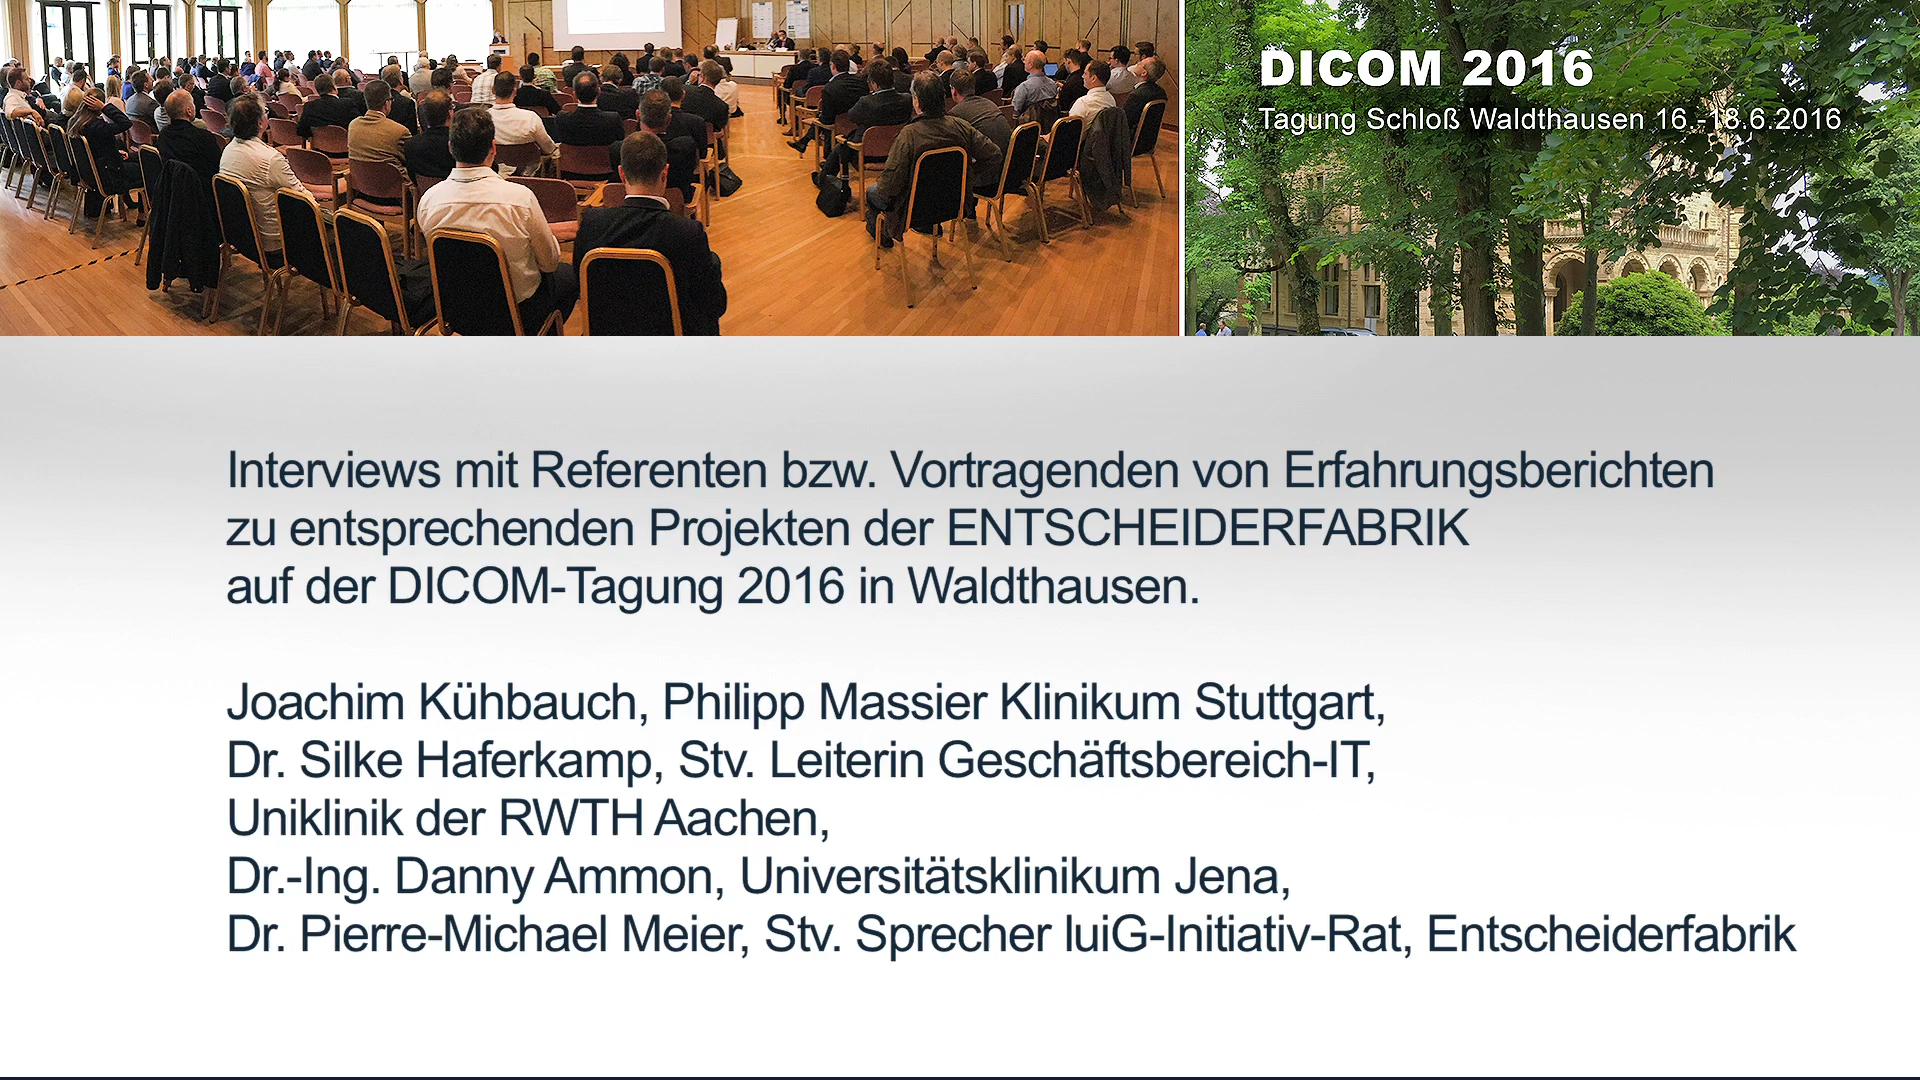 DICOM 2016
Tagung Schloß Waldthausen 16.-18.6.2016
Interviews mit Referenten bzw. Vortragenden von Erfahrungsberichten
zu entsprechenden Projekten der ENTSCHEIDERFABRIK
auf der DICOM-Tagung 2016 in Waldthausen.
Joachim Kühbauch, Philipp Massier Klinikum Stuttgart,
Dr. Silke Haferkamp, Stv. Leiterin Geschäftsbereich-IT,
Uniklinik der RWTH Aachen,
Dr.-Ing. Danny Ammon, Universitätsklinikum Jena,
Dr. Pierre-Michael Meier, Stv. Sprecher IuiG-Initiativ-Rat, Entscheiderfabrik